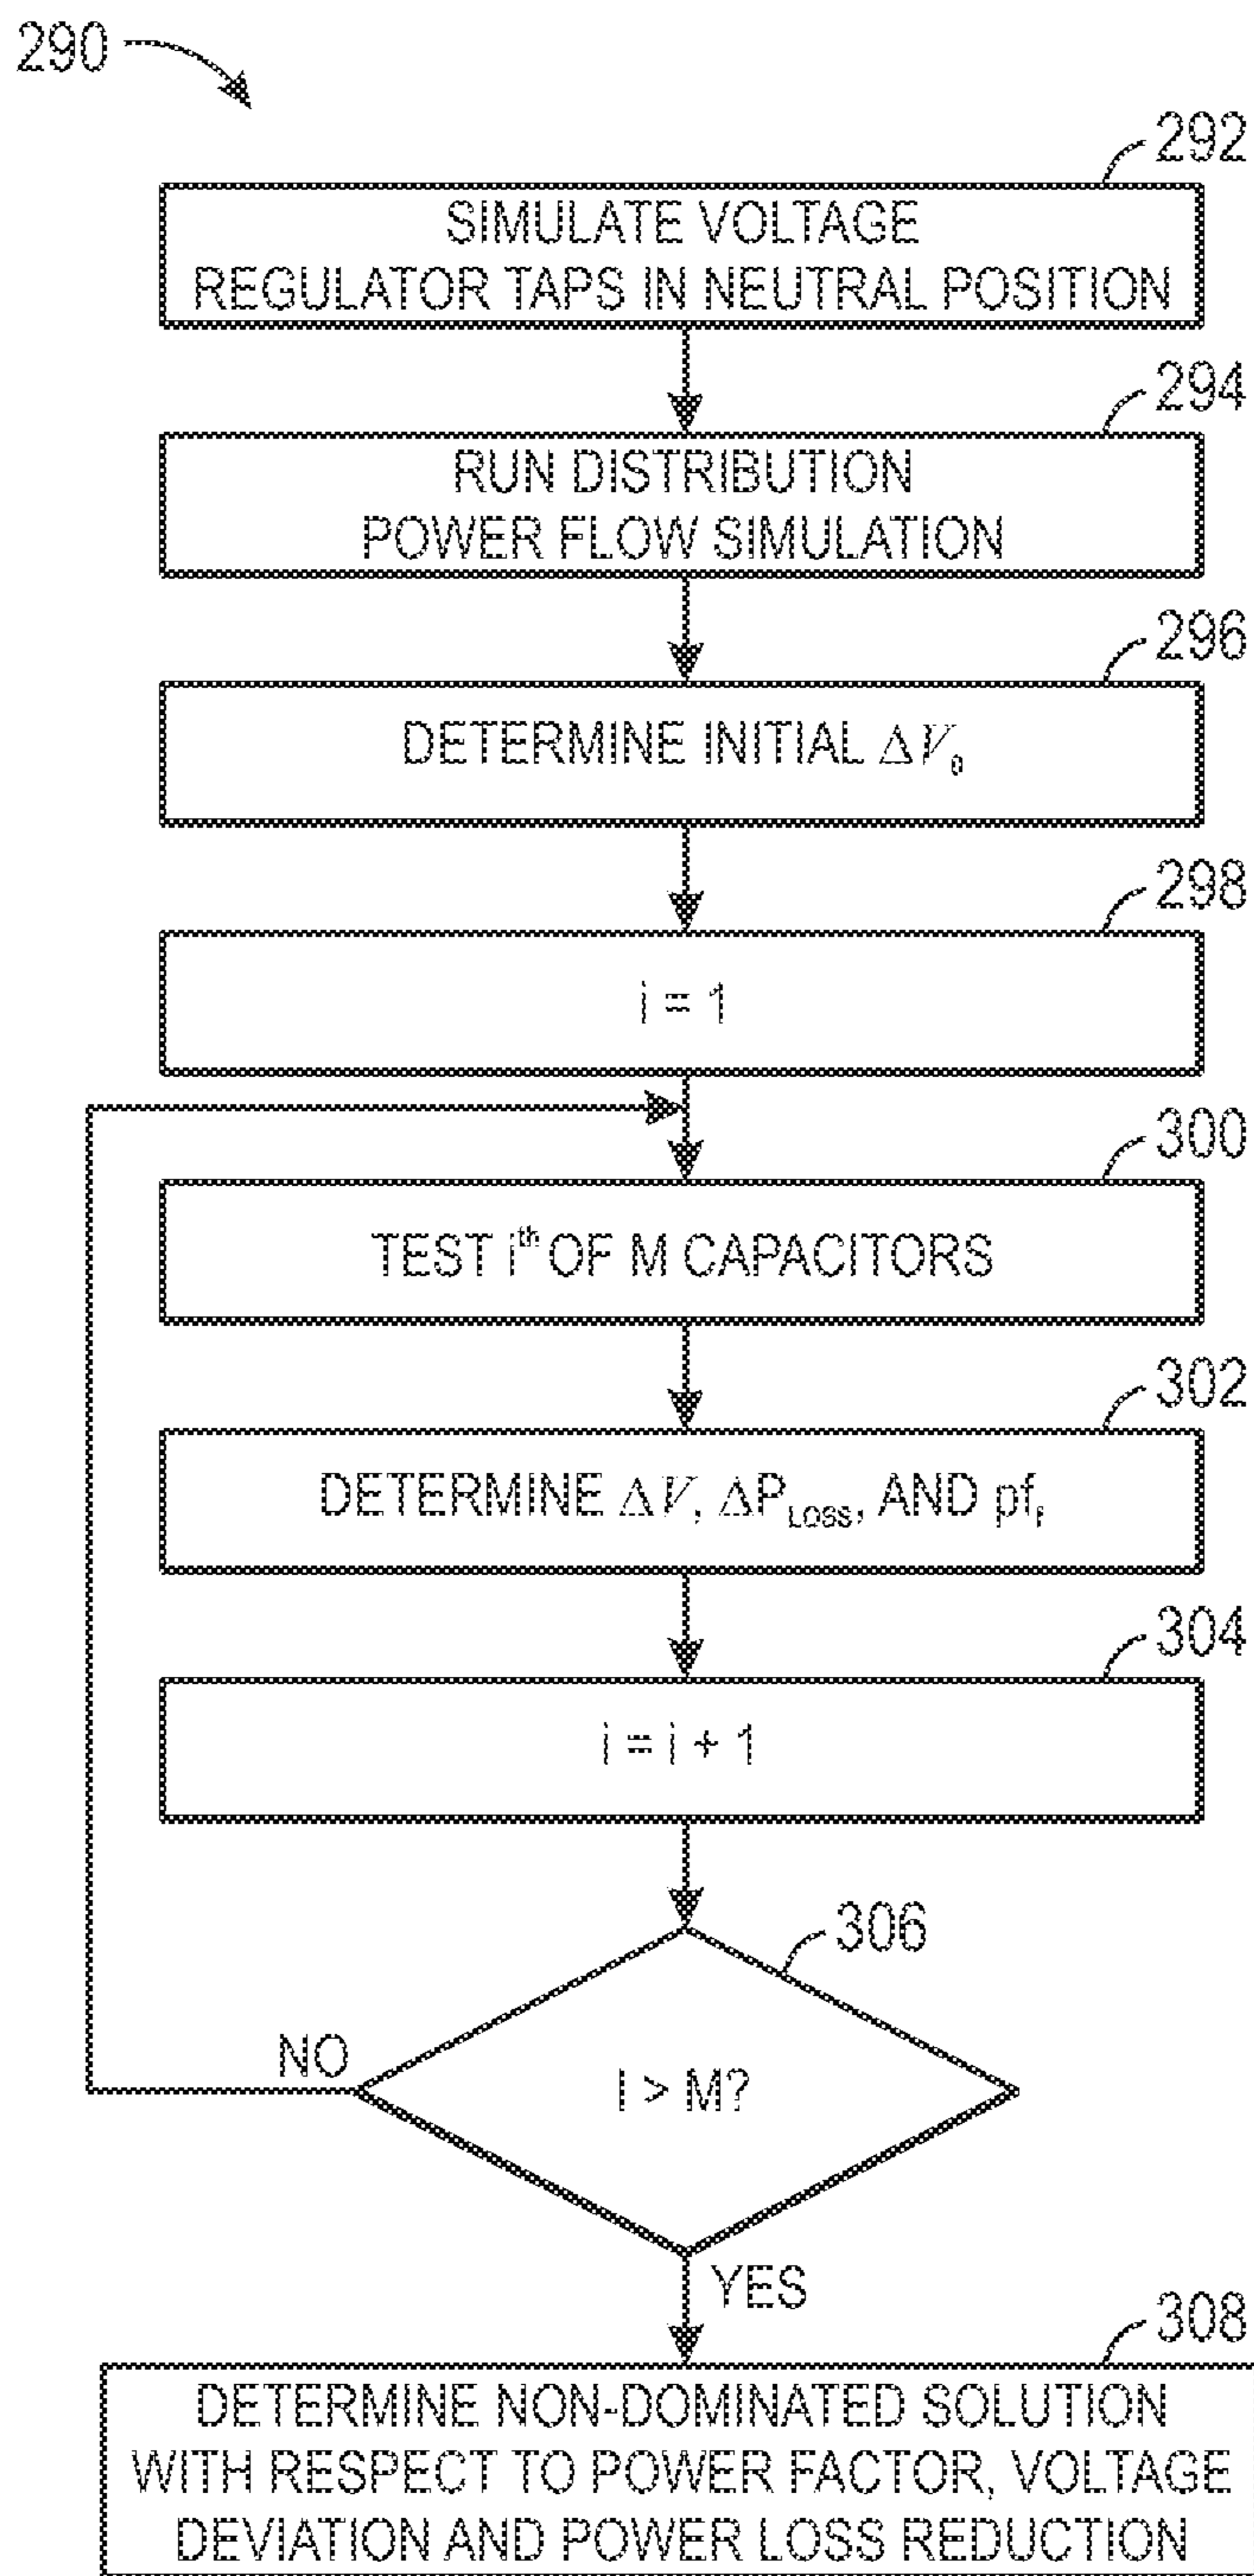 290
292
SIMULATE VOLTAGE
REGULATOR TAPS IN NEUTRAL POSITION
294
RUN DISTRIBUTION
POWER FLOW SIMULATION
296
DETERMINE INITIAL ΔV₀
298
i = 1
300
TEST iᵗʰ OF M CAPACITORS
302
DETERMINE ΔV, ΔP_LOSS, AND pfᵢ
304
i = i + 1
306
I > M?
NO
YES
308
DETERMINE NON-DOMINATED SOLUTION
WITH RESPECT TO POWER FACTOR, VOLTAGE
DEVIATION AND POWER LOSS REDUCTION